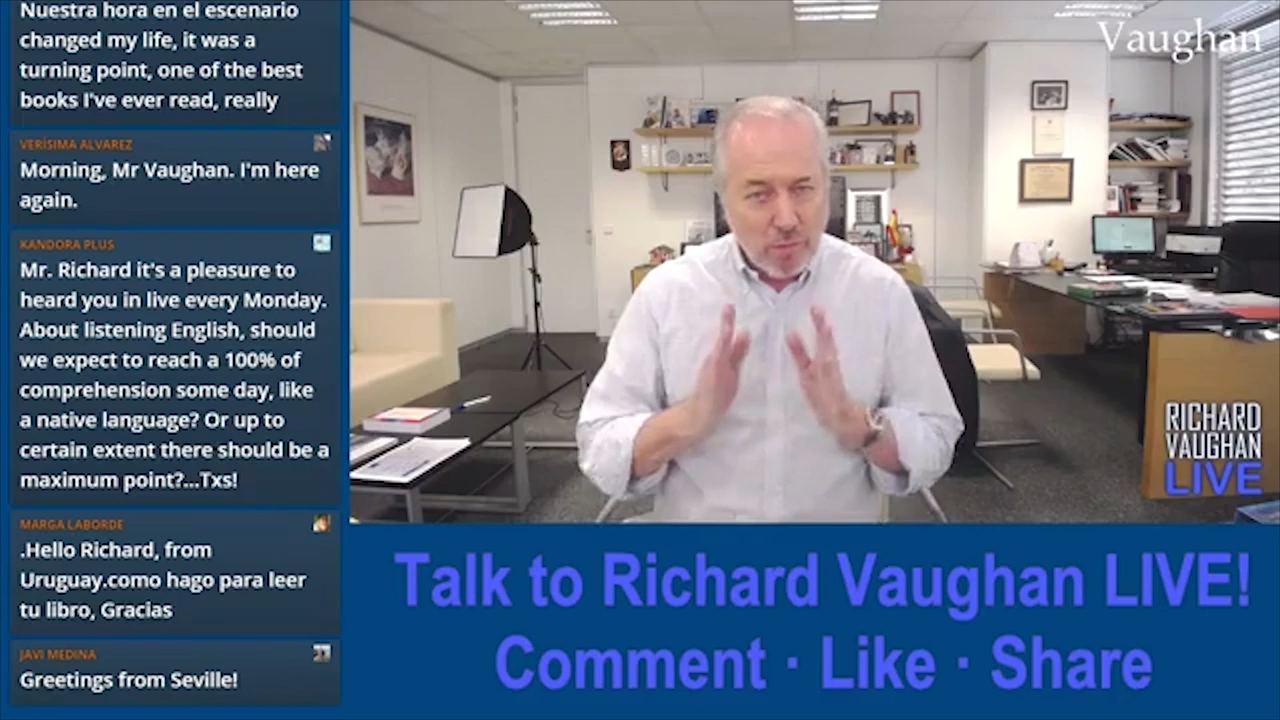 Nuestra hora en el escenario
changed my life, it was a
turning point, one of the best
books I've ever read, really
VERÍSIMA ALVAREZ
Morning, Mr Vaughan. I'm here
again.
KANDORA PLUS
Mr. Richard it's a pleasure to
heard you in live every Monday.
About listening English, should
we expect to reach a 100% of
comprehension some day, like
a native language? Or up to
certain extent there should be a
maximum point?...Txs!
MARGA LABORDE
.Hello Richard, from
Uruguay.como hago para leer
tu libro, Gracias
JAVI MEDINA
Greetings from Seville!
Vaughan
RICHARD
VAUGHAN
LIVE
Talk to Richard Vaughan LIVE!
Comment · Like · Share